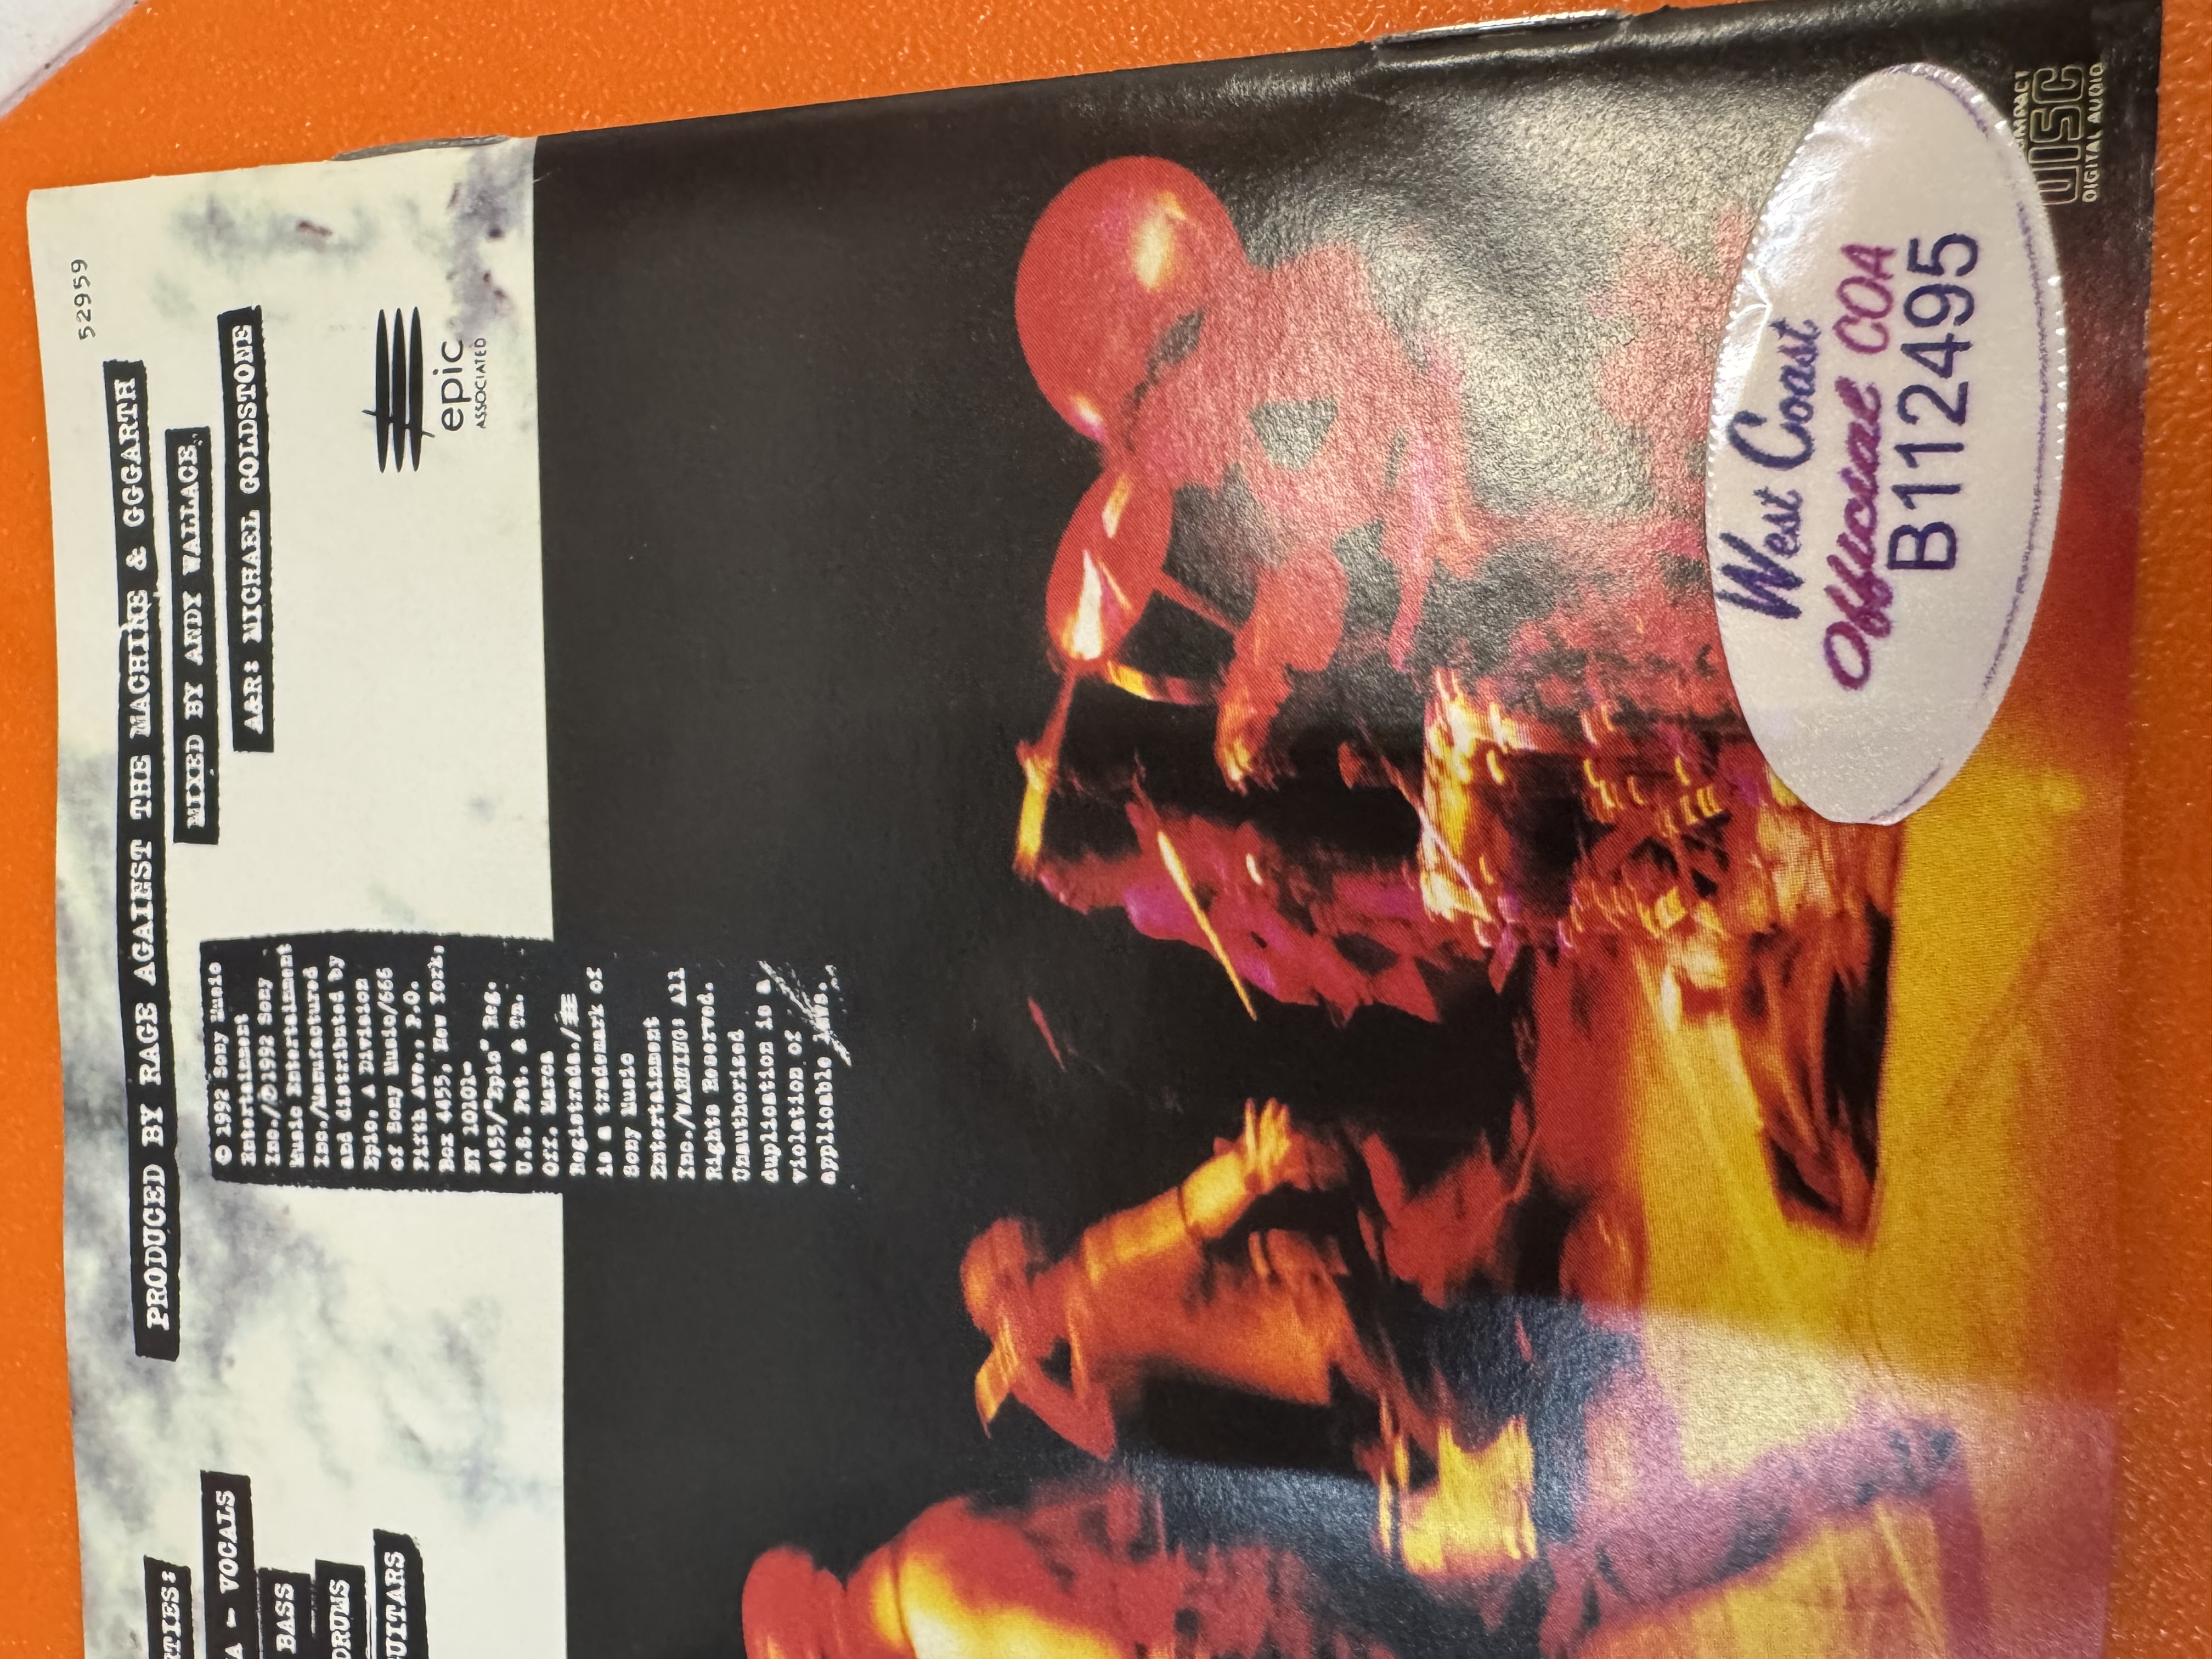 52959
PRODUCED BY RAGE AGAINST THE MACHINE & GGGARTH
MIXED BY ANDY WALLACE
A&R: MICHAEL GOLDSTONE
epic
ASSOCIATED
© 1992 Sony Music
Entertainment
Inc./℗1992 Sony
Music Entertainment
Inc./Manufactured
and distributed by
Epic, A Division
of Sony Music/666
Fifth Ave., P.O.
Box 4455, New York,
NY 10101-
4455/"Epic" Reg.
U.S. Pat. & Tm.
Off. Marca
Registrada./
is a trademark of
Sony Music
Entertainment
Inc./WARNING: All
Rights Reserved.
Unauthorized
duplication is a
violation of
applicable laws.
RTIES:
A - VOCALS
BASS
DRUMS
GUITARS
West Coast
Official COA
B112495
COMPACT
DISC
DIGITAL AUDIO